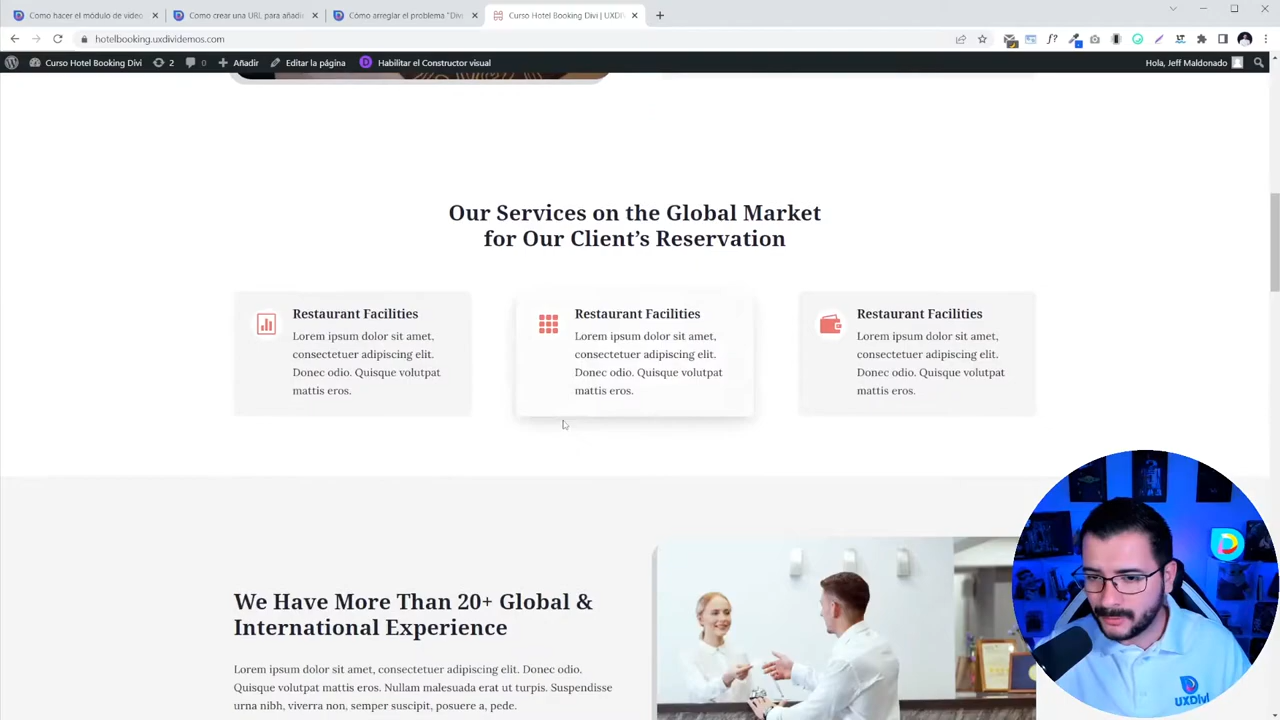 Como hacer el módulo de video
Como crear una URL para añadir
Cómo arreglar el problema "Divi
Curso Hotel Booking Divi | UXDIV
hotelbooking.uxdividemos.com
Curso Hotel Booking Divi
2
0
Añadir
Editar la página
Habilitar el Constructor visual
Hola, Jeff Maldonado
Our Services on the Global Market
for Our Client’s Reservation
Restaurant Facilities
Lorem ipsum dolor sit amet,
consectetuer adipiscing elit.
Donec odio. Quisque volutpat
mattis eros.
Restaurant Facilities
Lorem ipsum dolor sit amet,
consectetuer adipiscing elit.
Donec odio. Quisque volutpat
mattis eros.
Restaurant Facilities
Lorem ipsum dolor sit amet,
consectetuer adipiscing elit.
Donec odio. Quisque volutpat
mattis eros.
We Have More Than 20+ Global &
International Experience
Lorem ipsum dolor sit amet, consectetuer adipiscing elit. Donec odio.
Quisque volutpat mattis eros. Nullam malesuada erat ut turpis. Suspendisse
urna nibh, viverra non, semper suscipit, posuere a, pede.
UXDivi